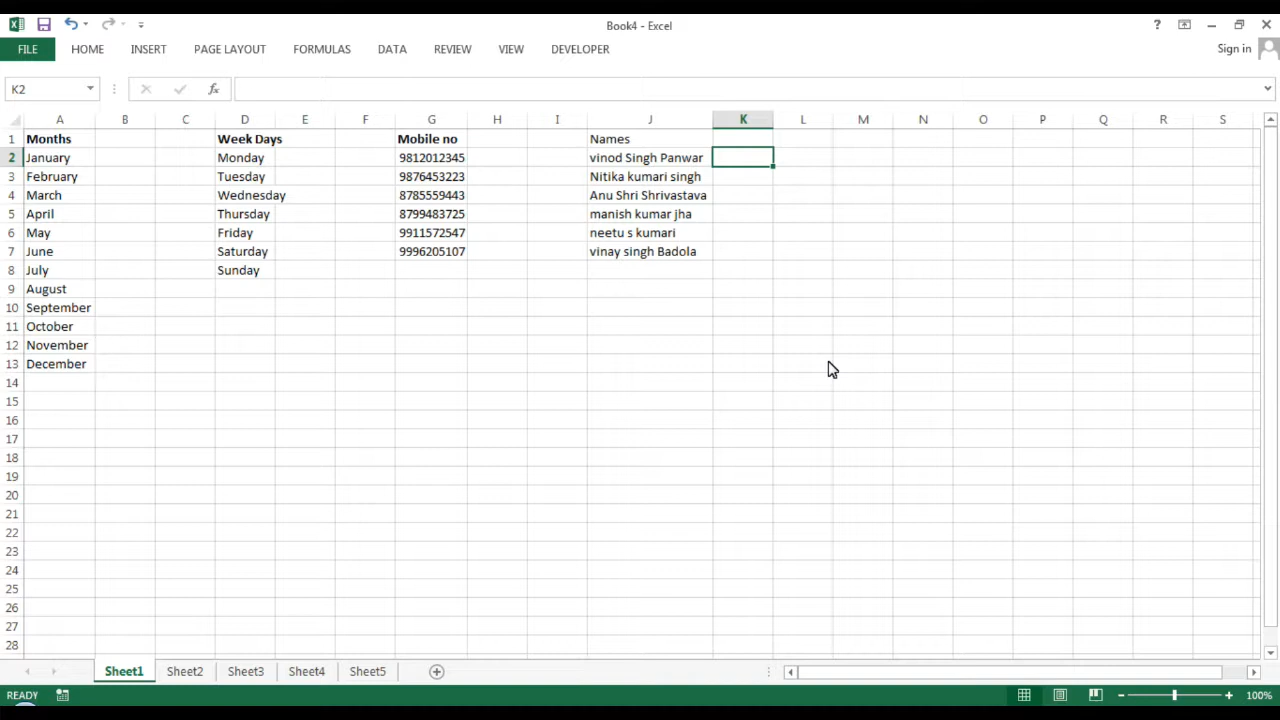 Book4 - Excel
?
FILE HOME INSERT PAGE LAYOUT FORMULAS DATA REVIEW VIEW DEVELOPER Sign in
K2 fx
A B C D E F G H I J K L M N O P Q R S
1 Months Week Days Mobile no Names
2 January Monday 9812012345 vinod Singh Panwar
3 February Tuesday 9876453223 Nitika kumari singh
4 March Wednesday 8785559443 Anu Shri Shrivastava
5 April Thursday 8799483725 manish kumar jha
6 May Friday 9911572547 neetu s kumari
7 June Saturday 9996205107 vinay singh Badola
8 July Sunday
9 August
10 September
11 October
12 November
13 December
14
15
16
17
18
19
20
21
22
23
24
25
26
27
28
Sheet1 Sheet2 Sheet3 Sheet4 Sheet5
READY 100%